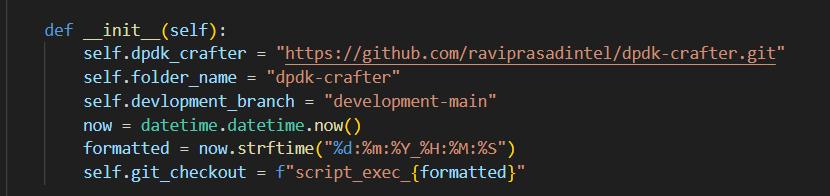 def __init__(self):
self.dpdk_crafter = "https://github.com/raviprasadintel/dpdk-crafter.git"
self.folder_name = "dpdk-crafter"
self.devlopment_branch = "development-main"
now = datetime.datetime.now()
formatted = now.strftime("%d:%m:%Y_%H:%M:%S")
self.git_checkout = f"script_exec_{formatted}"